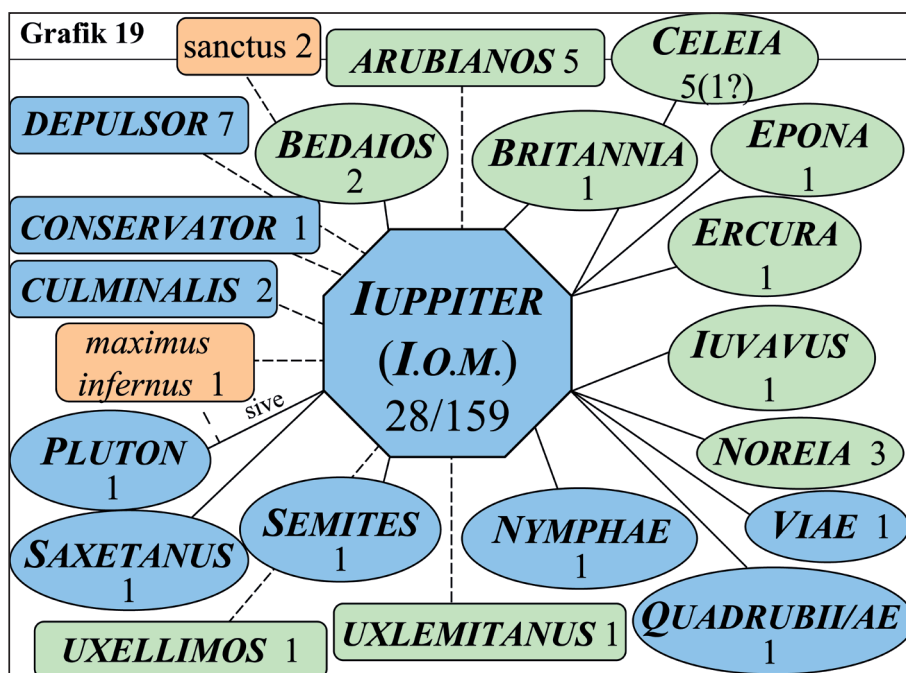 Grafik 19
sanctus 2
ARUBIANOS 5
CELEIA
5(1?)
DEPULSOR 7
BEDAIOS
2
BRITANNIA
1
EPONA
1
CONSERVATOR 1
ERCURA
1
CULMINALIS 2
IUPPITER
(I.O.M.)
28/159
maximus
infernus 1
sive
IUVAVUS
1
PLUTON
1
NOREIA 3
SAXETANUS
1
SEMITES
1
NYMPHAE
1
VIAE 1
QUADRUBII/AE
1
UXELLIMOS 1
UXLEMITANUS 1